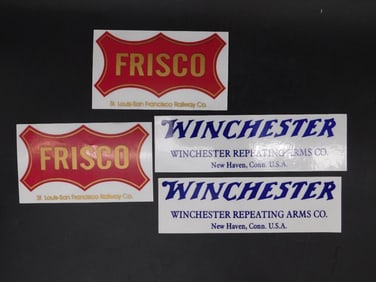 FRISCO
St. Louis-San Francisco Railway Co.
FRISCO
St. Louis-San Francisco Railway Co.
WINCHESTER
WINCHESTER REPEATING ARMS CO.
New Haven, Conn. U.S.A.
WINCHESTER
WINCHESTER REPEATING ARMS CO.
New Haven, Conn. U.S.A.